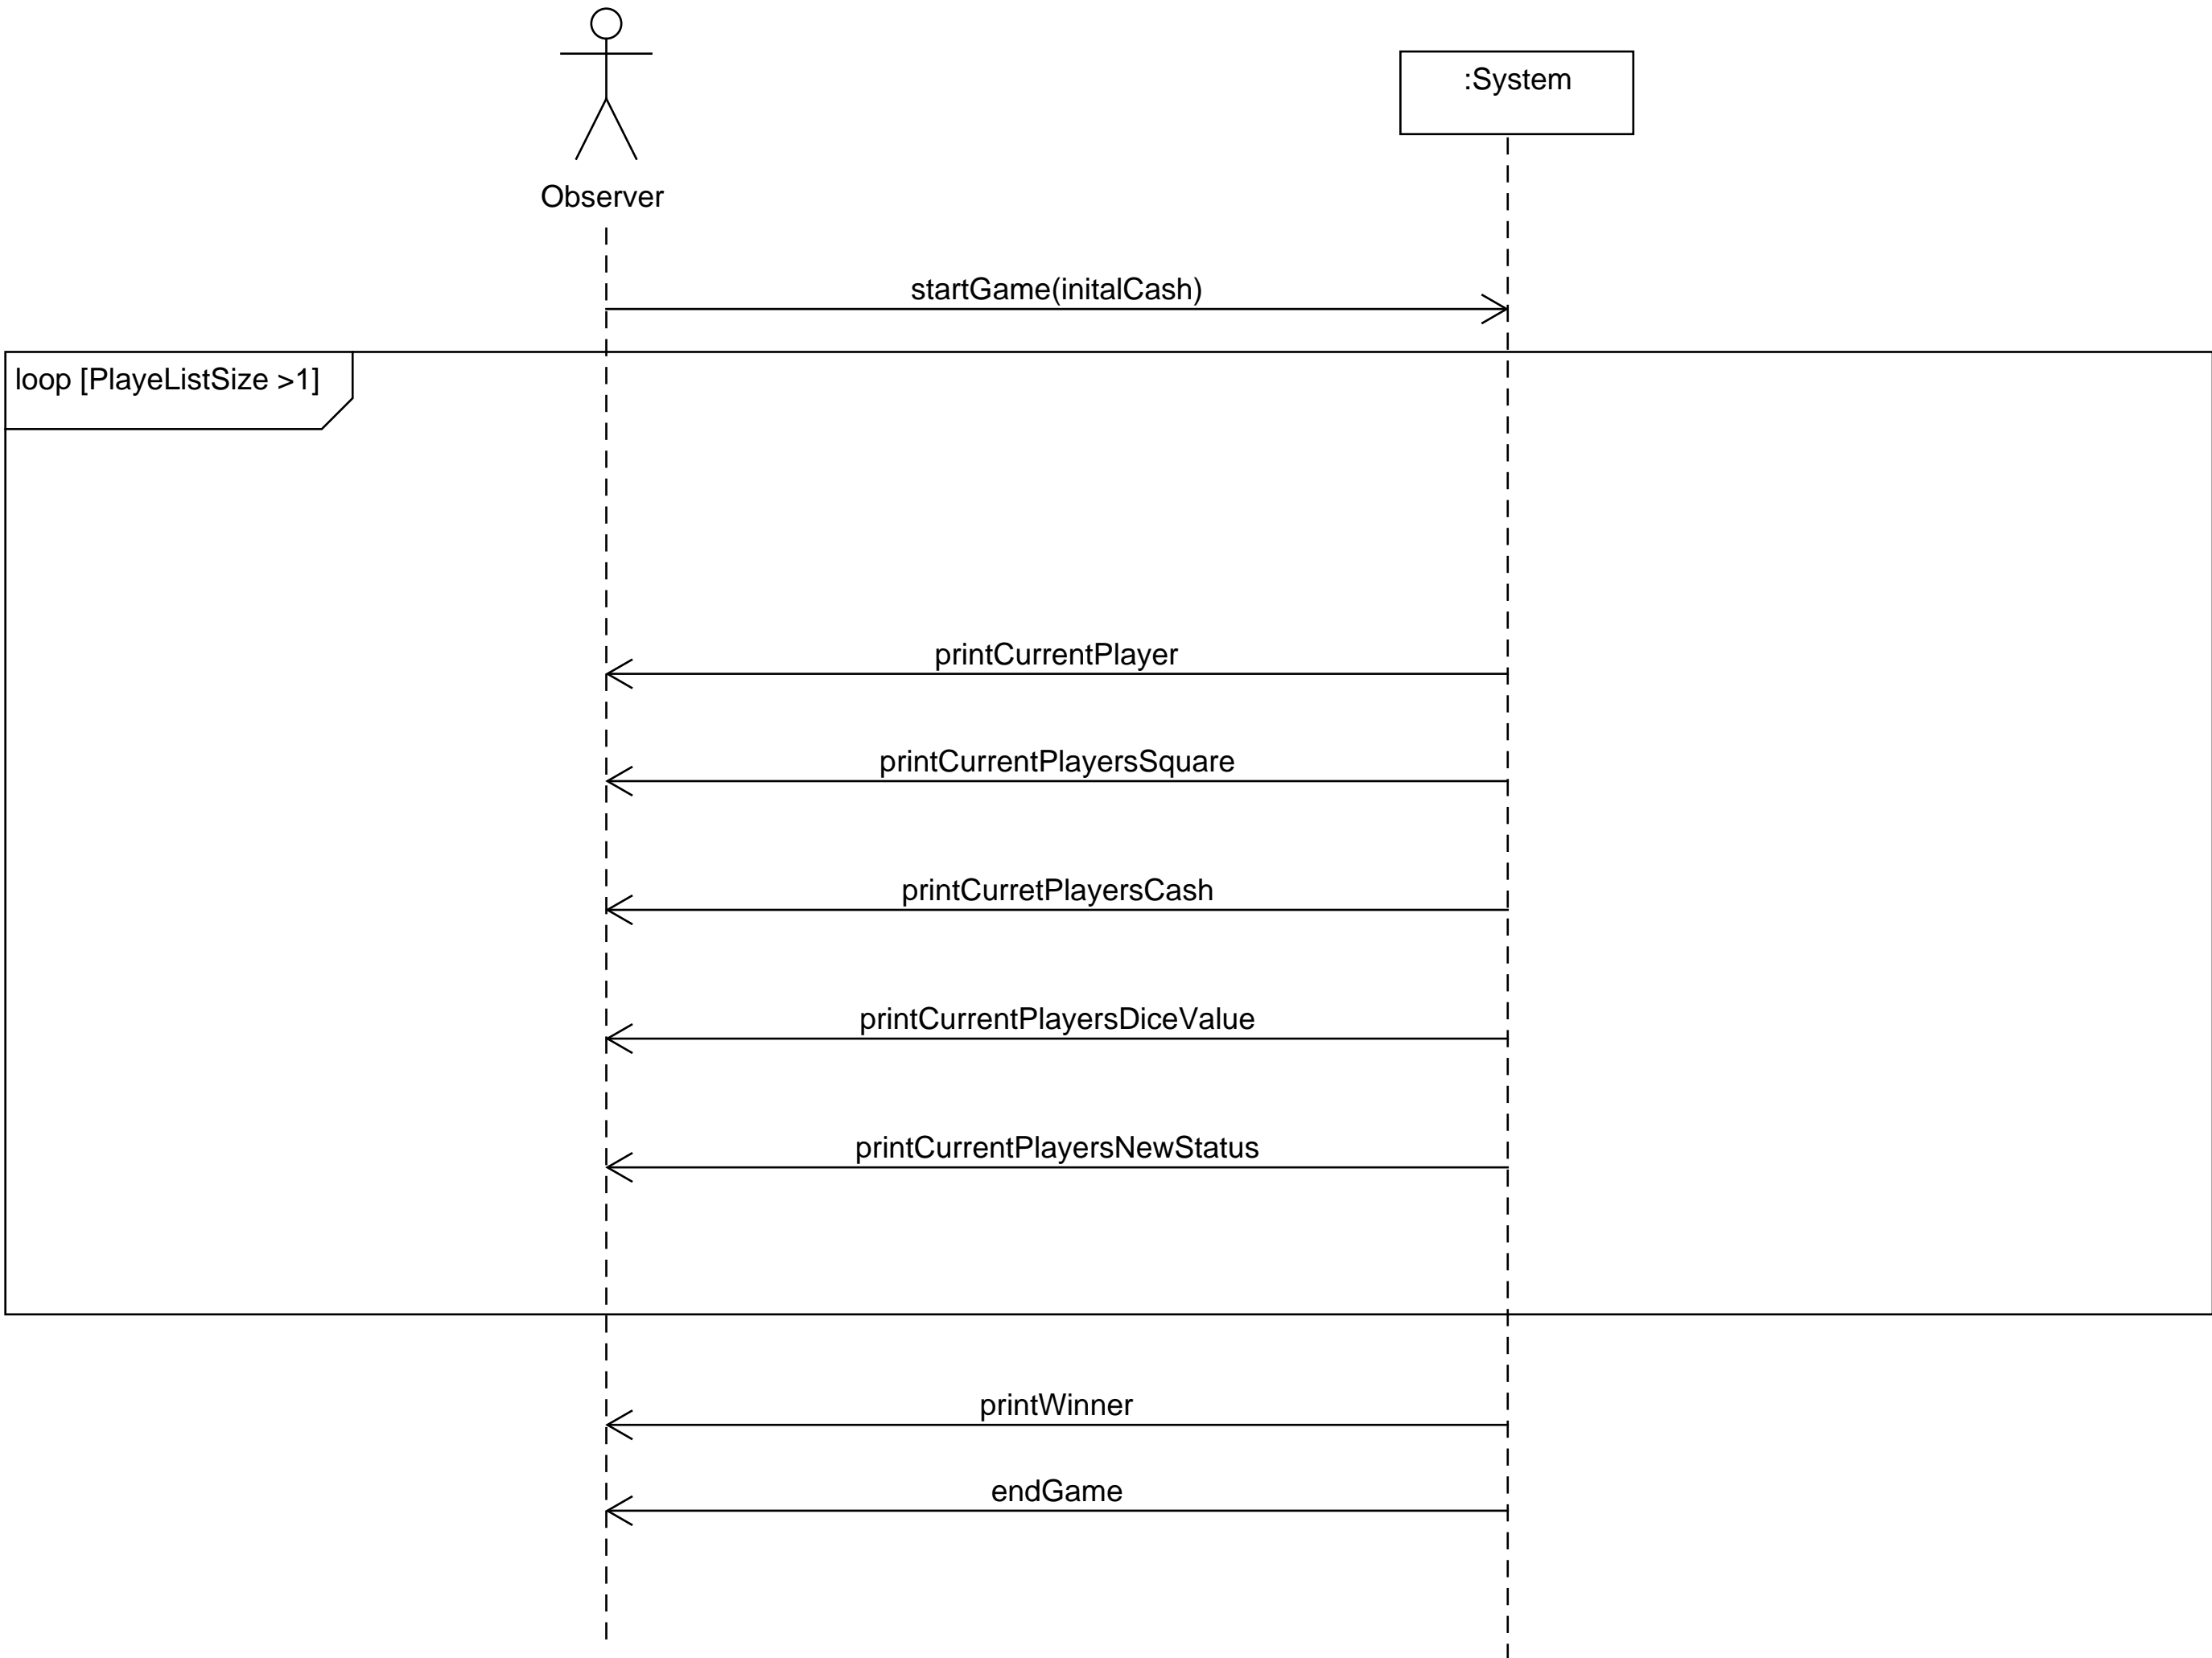 :System
Observer
startGame(initalCash)
loop [PlayeListSize >1]
printCurrentPlayer
printCurrentPlayersSquare
printCurretPlayersCash
printCurrentPlayersDiceValue
printCurrentPlayersNewStatus
printWinner
endGame